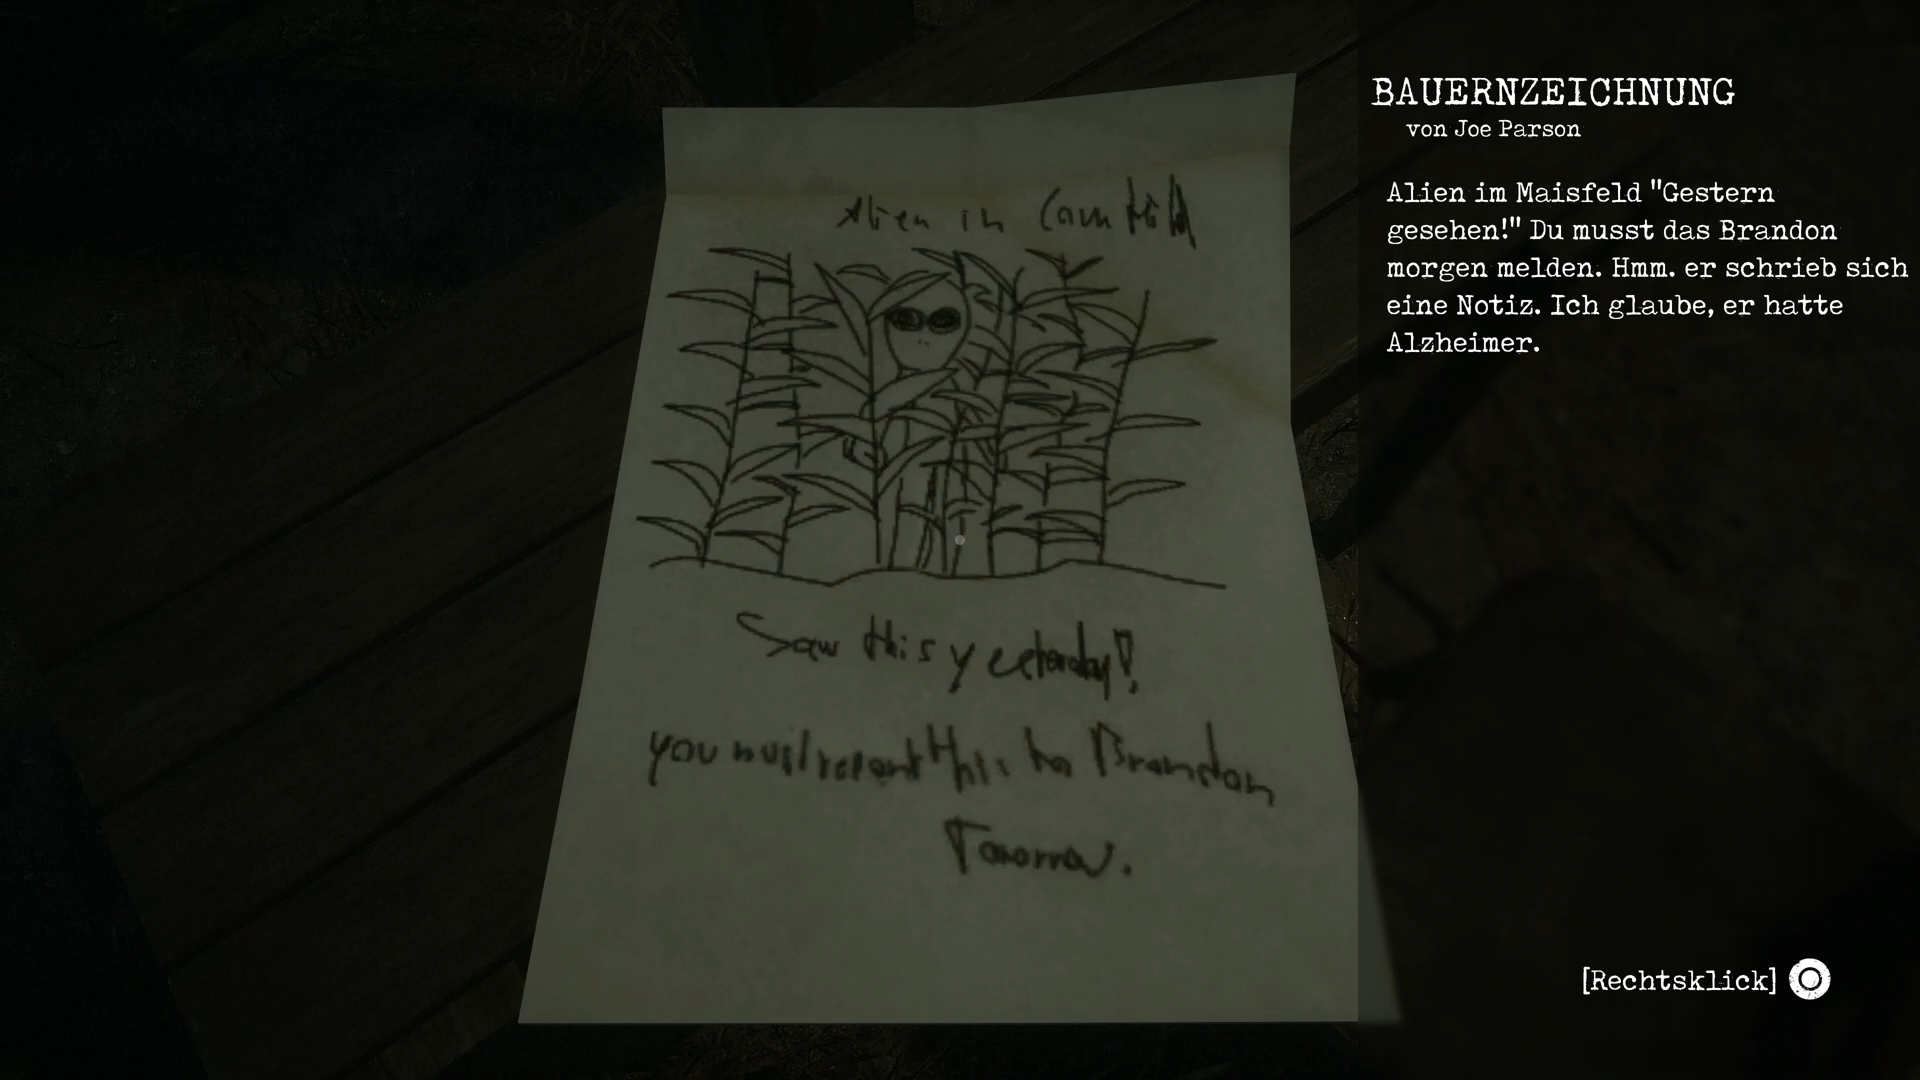 Alien in Cornfield
Saw this yesterday!
you must report this to Brandon
Tomorrow.
BAUERNZEICHNUNG
von Joe Parson
Alien im Maisfeld "Gestern
gesehen!" Du musst das Brandon
morgen melden. Hmm. er schrieb sich
eine Notiz. Ich glaube, er hatte
Alzheimer.
[Rechtsklick]